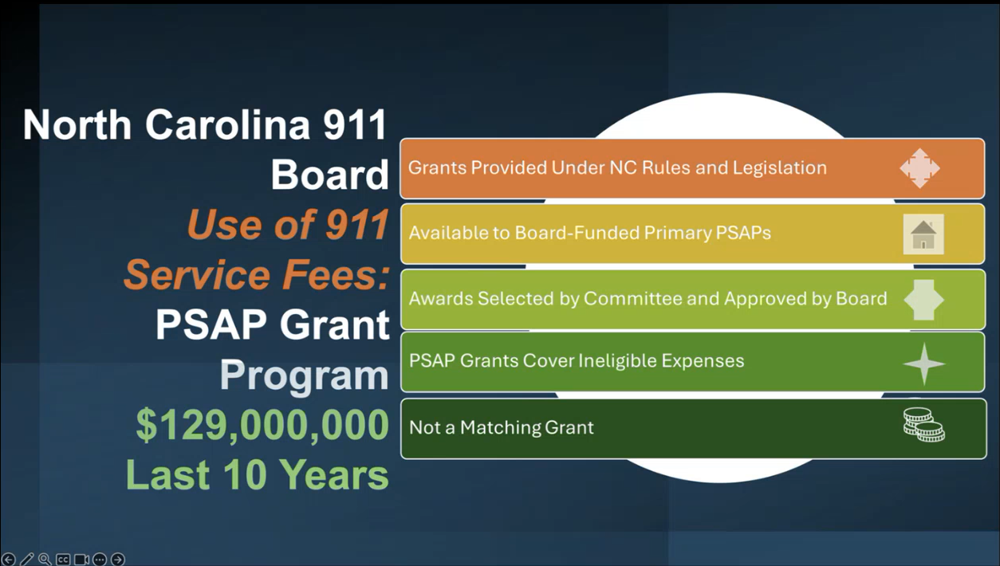 North Carolina 911
Board
Use of 911
Service Fees:
PSAP Grant
Program
$129,000,000
Last 10 Years
Grants Provided Under NC Rules and Legislation
Available to Board-Funded Primary PSAPs
Awards Selected by Committee and Approved by Board
PSAP Grants Cover Ineligible Expenses
Not a Matching Grant
CC